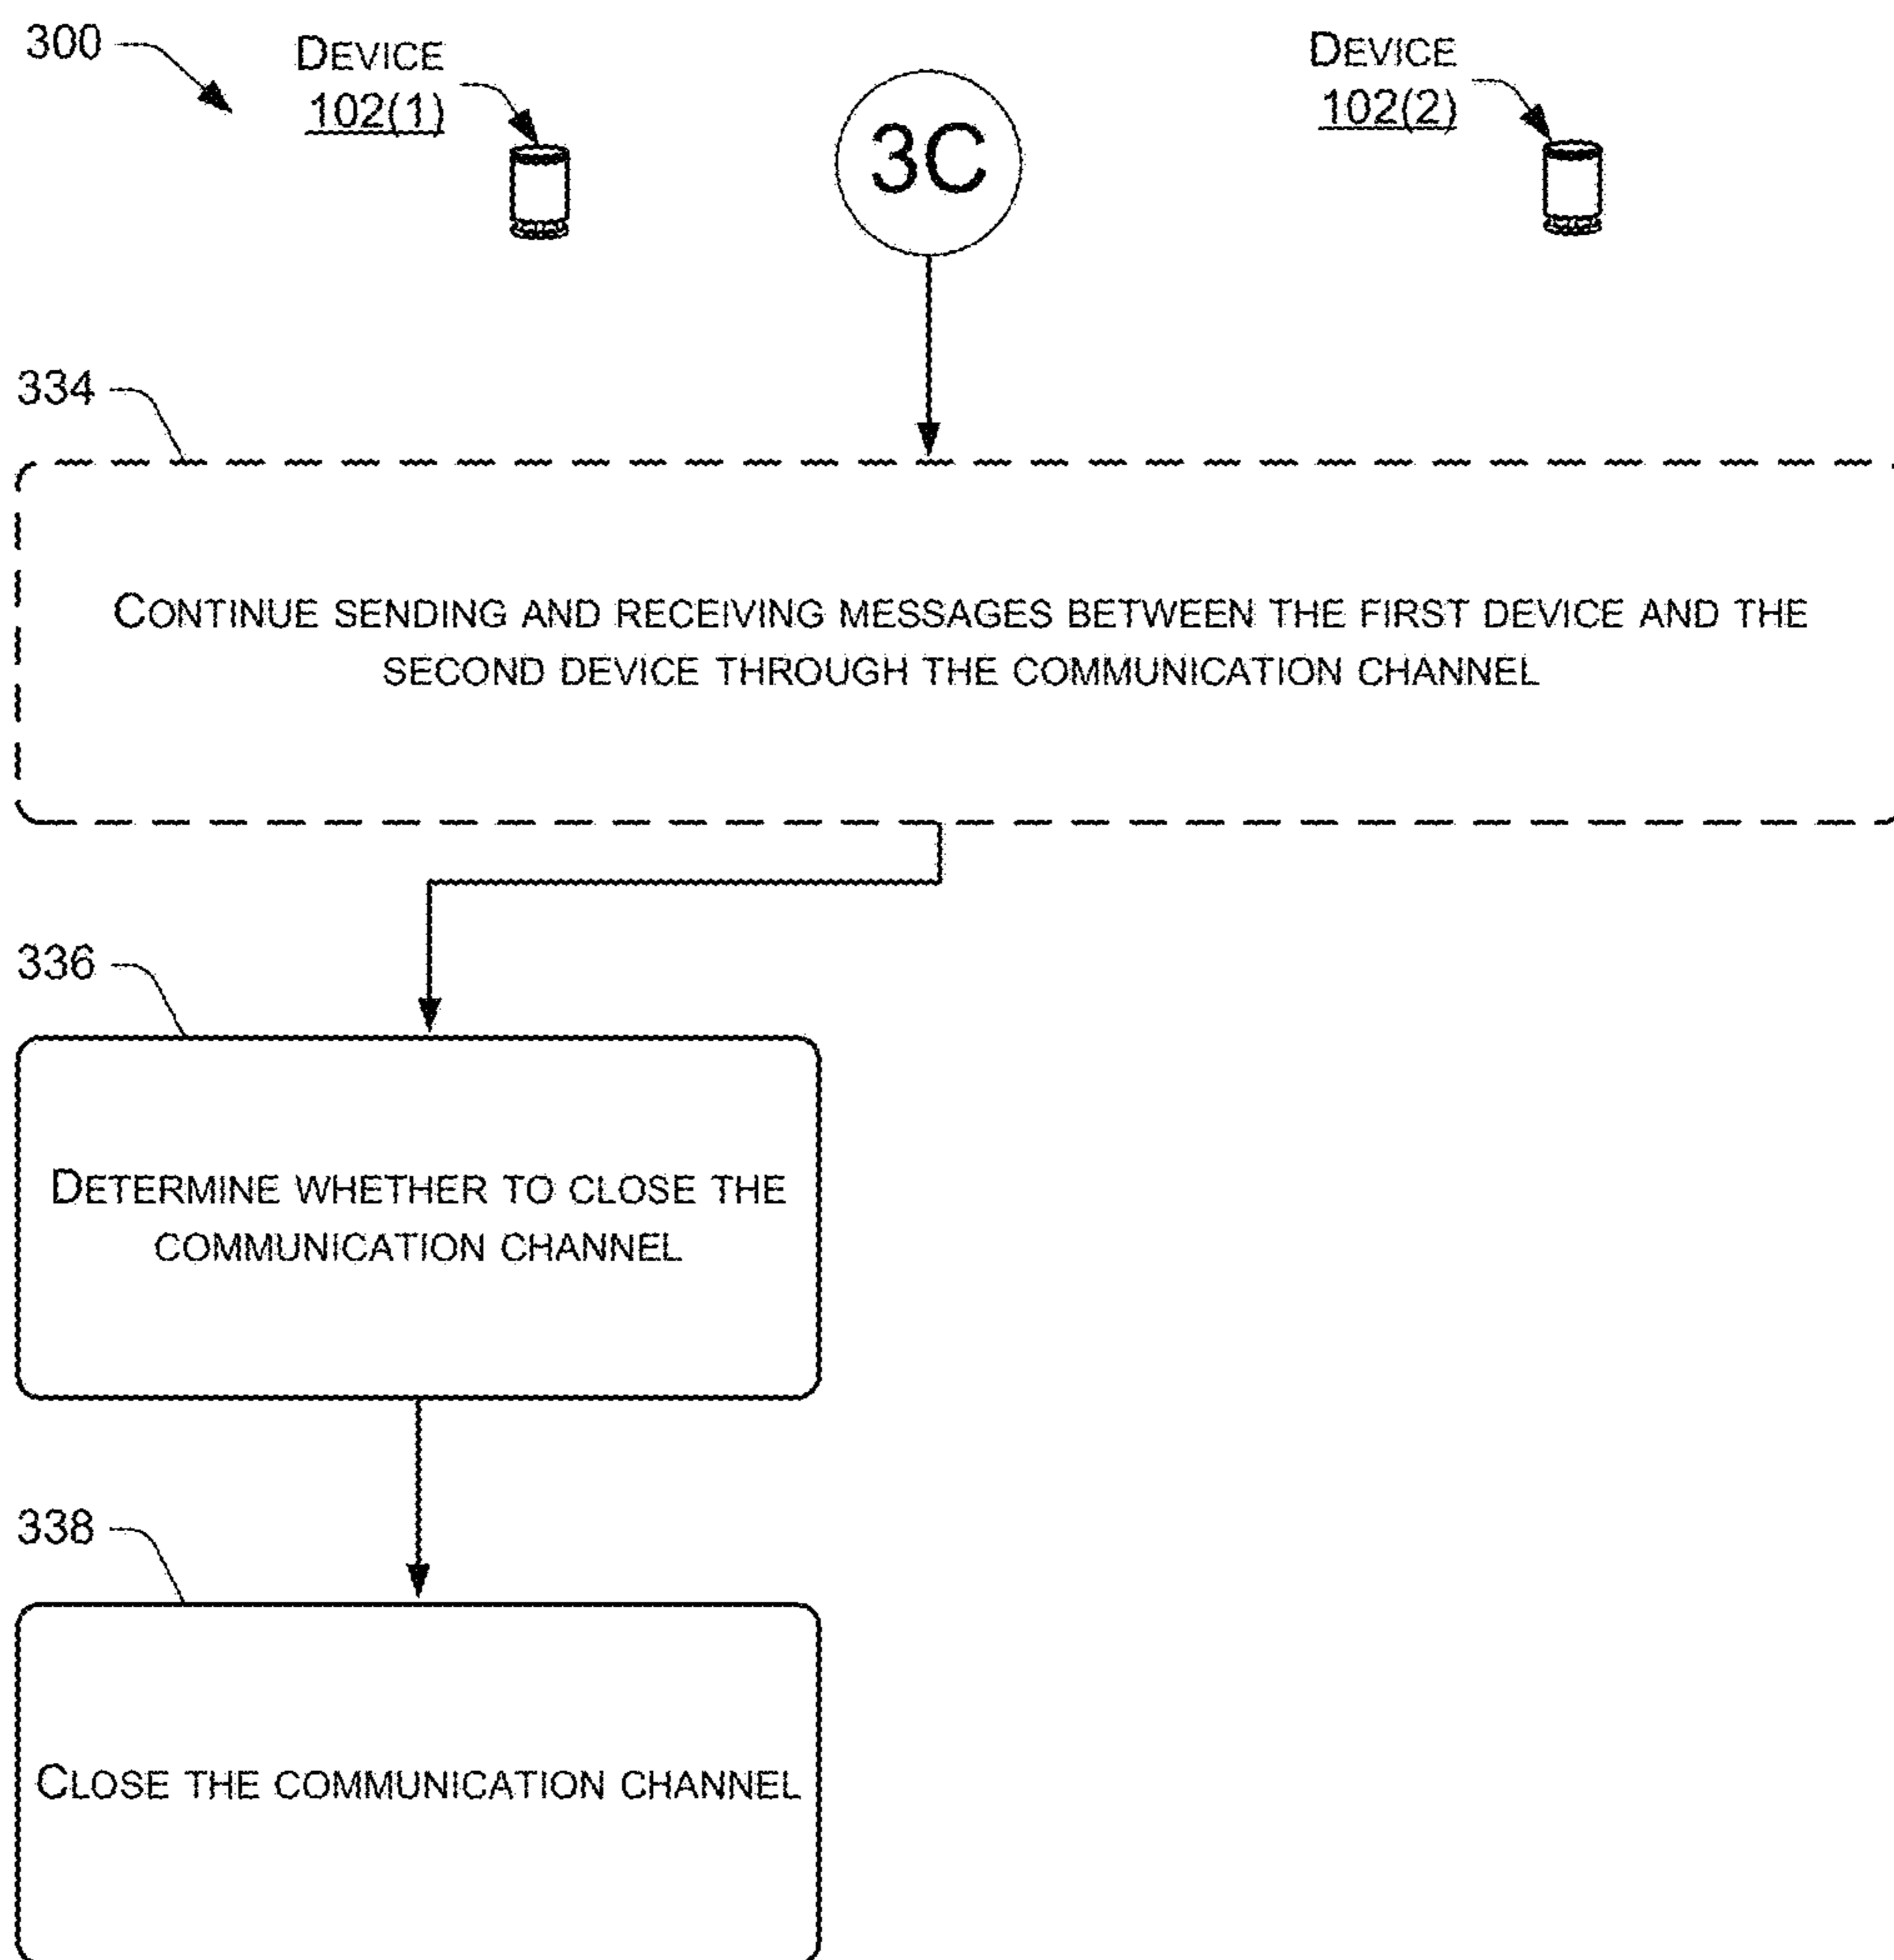 300
DEVICE
102(1)
3C
DEVICE
102(2)
334
CONTINUE SENDING AND RECEIVING MESSAGES BETWEEN THE FIRST DEVICE AND THE
SECOND DEVICE THROUGH THE COMMUNICATION CHANNEL
336
DETERMINE WHETHER TO CLOSE THE
COMMUNICATION CHANNEL
338
CLOSE THE COMMUNICATION CHANNEL